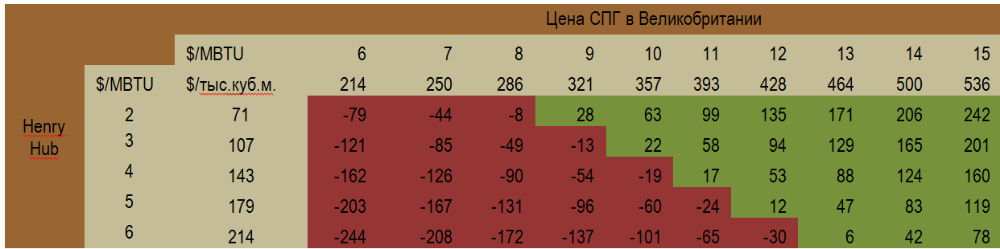 Цена СПГ в Великобритании
$/MBTU 6 7 8 9 10 11 12 13 14 15
$/MBTU $/тыс.куб.м. 214 250 286 321 357 393 428 464 500 536
Henry Hub
2 71 -79 -44 -8 28 63 99 135 171 206 242
3 107 -121 -85 -49 -13 22 58 94 129 165 201
4 143 -162 -126 -90 -54 -19 17 53 88 124 160
5 179 -203 -167 -131 -96 -60 -24 12 47 83 119
6 214 -244 -208 -172 -137 -101 -65 -30 6 42 78